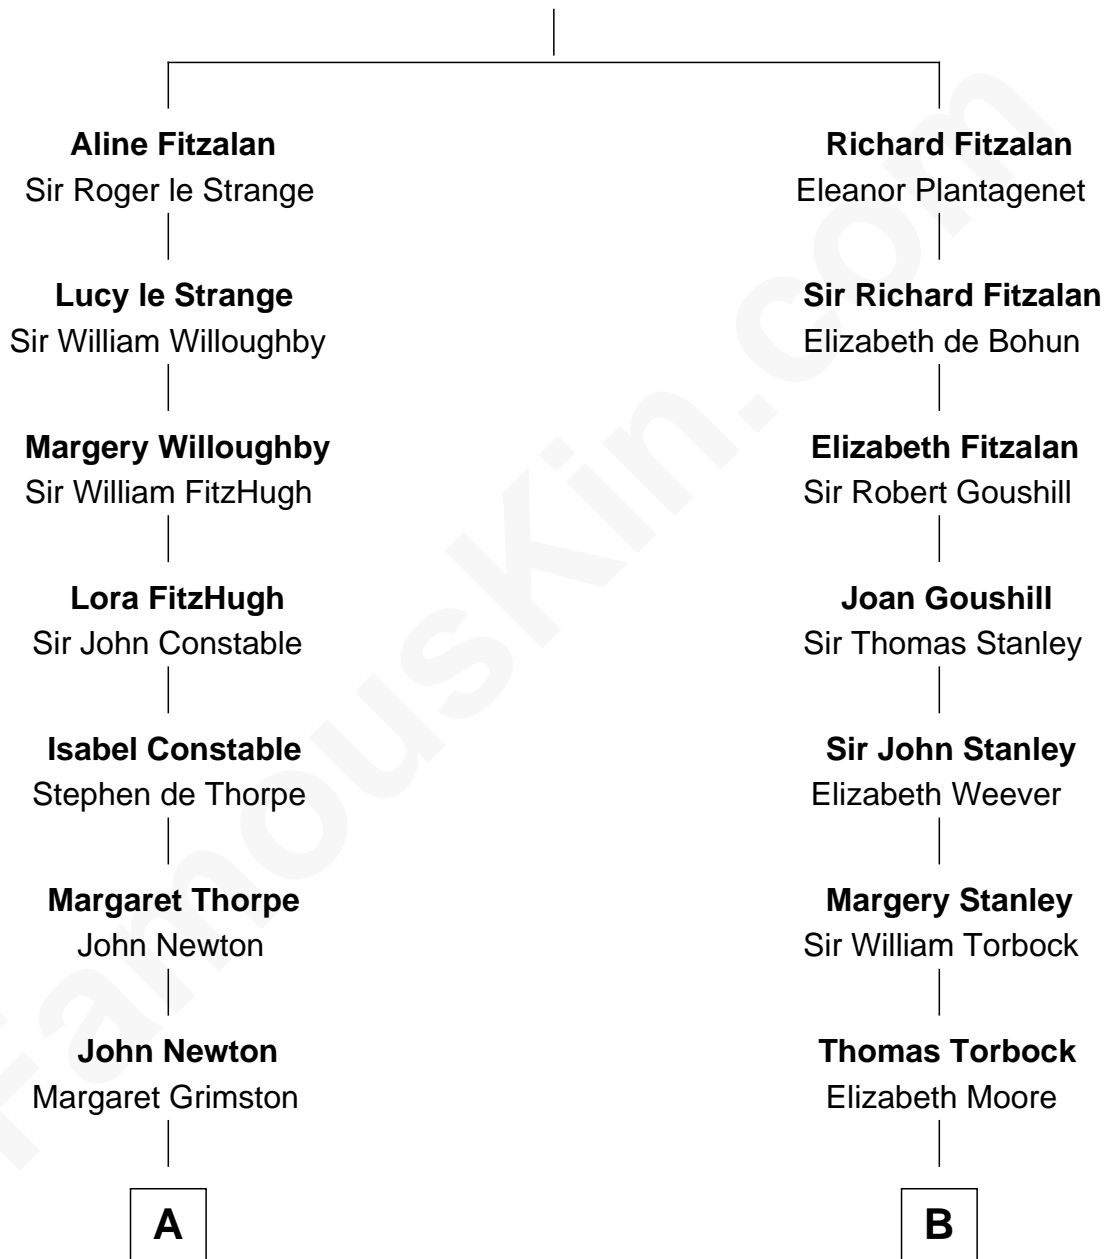 Aline Fitzalan
Sir Roger le Strange
Richard Fitzalan
Eleanor Plantagenet
Lucy le Strange
Sir William Willoughby
Sir Richard Fitzalan
Elizabeth de Bohun
Margery Willoughby
Sir William FitzHugh
Elizabeth Fitzalan
Sir Robert Goushill
Lora FitzHugh
Sir John Constable
Joan Goushill
Sir Thomas Stanley
Isabel Constable
Stephen de Thorpe
Sir John Stanley
Elizabeth Weever
Margaret Thorpe
John Newton
Margery Stanley
Sir William Torbock
John Newton
Margaret Grimston
Thomas Torbock
Elizabeth Moore
A
B
FamousKin.com